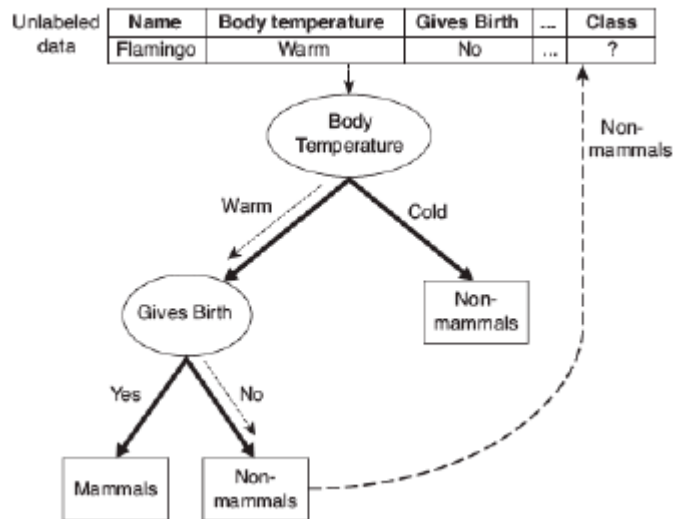 Unlabeled data
Name Body temperature Gives Birth ... Class
Flamingo Warm No ... ?
Body
Temperature
Non-
mammals
Warm
Cold
Gives Birth
Non-
mammals
Yes
No
Mammals
Non-
mammals